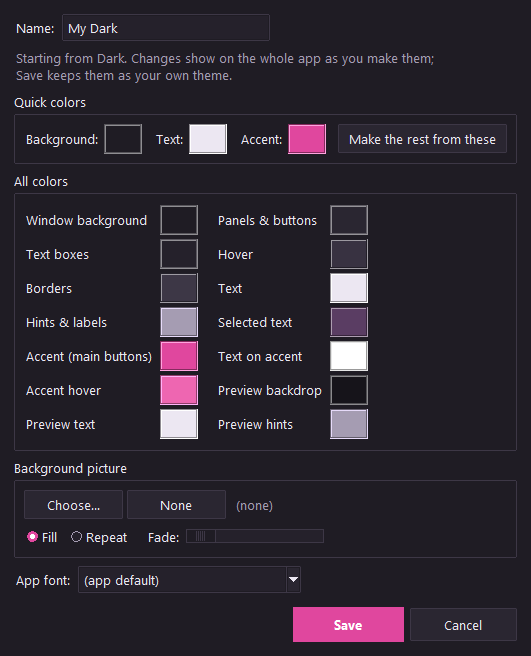 Name: My Dark
Starting from Dark. Changes show on the whole app as you make them;
Save keeps them as your own theme.
Quick colors
Background: Text: Accent: Make the rest from these
All colors
Window background Panels & buttons
Text boxes Hover
Borders Text
Hints & labels Selected text
Accent (main buttons) Text on accent
Accent hover Preview backdrop
Preview text Preview hints
Background picture
Choose... None (none)
Fill Repeat Fade:
App font: (app default)
Save Cancel